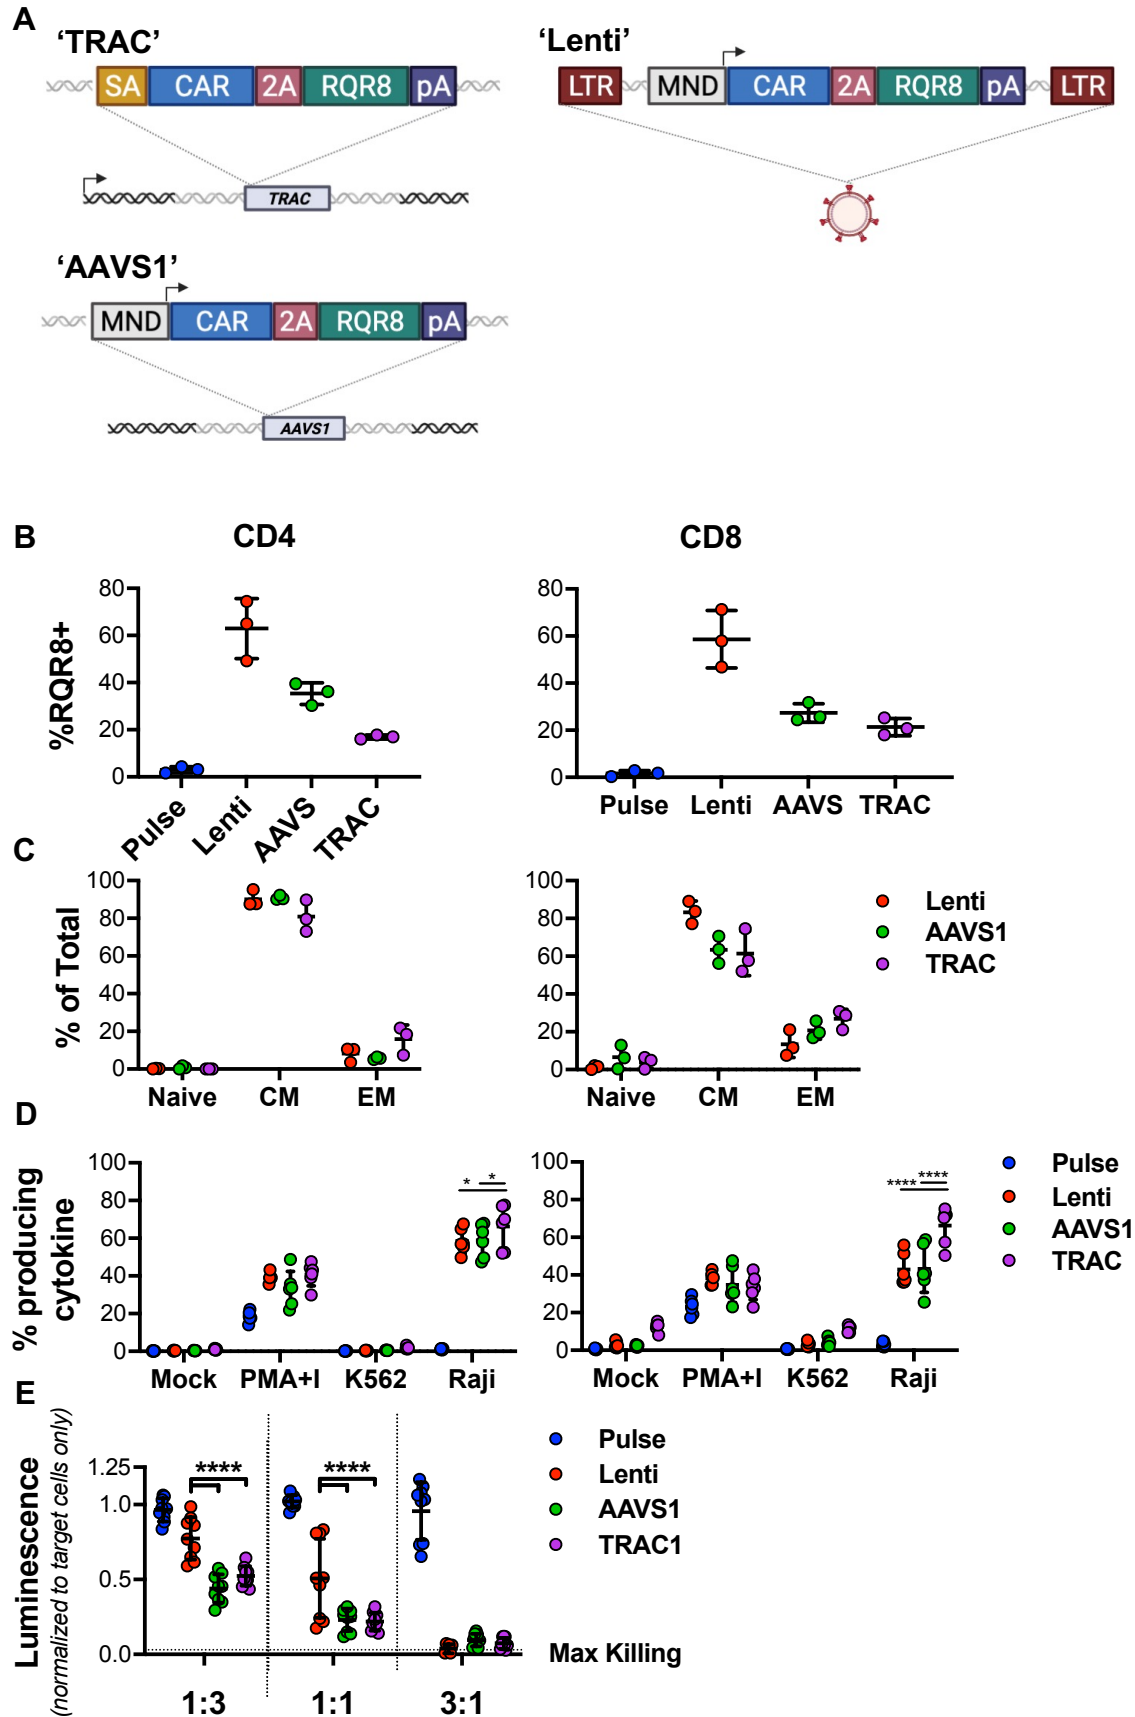 A
‘TRAC’
SA CAR 2A RQR8 pA
TRAC
‘Lenti’
LTR MND CAR 2A RQR8 pA LTR
‘AAVS1’
MND CAR 2A RQR8 pA
AAVS1
B
CD4
CD8
%RQR8+
80
60
40
20
0
Pulse Lenti AAVS TRAC
80
60
40
20
0
Pulse Lenti AAVS TRAC
C
% of Total
100
80
60
40
20
0
Naive CM EM
100
80
60
40
20
0
Naive CM EM
Lenti
AAVS1
TRAC
D
% producing
cytokine
100
80
60
40
20
0
* *
Mock PMA+I K562 Raji
100
80
60
40
20
0
**** ****
Mock PMA+I K562 Raji
Pulse
Lenti
AAVS1
TRAC
E
Luminescence
(normalized to target cells only)
1.25
1.0
0.5
0.0
**** ****
1:3 1:1 3:1
Pulse
Lenti
AAVS1
TRAC1
Max Killing